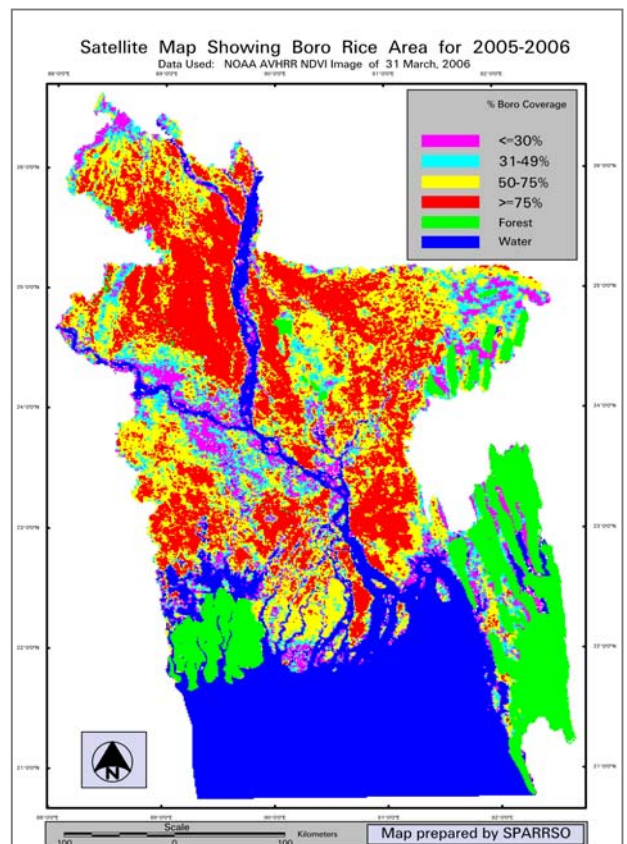 Satellite Map Showing Boro Rice Area for 2005-2006
Data Used: NOAA AVHRR NDVI Image of 31 March, 2006
% Boro Coverage
<=30%
31-49%
50-75%
>=75%
Forest
Water
N
Scale
100 0 100 Kilometers
Map prepared by SPARRSO